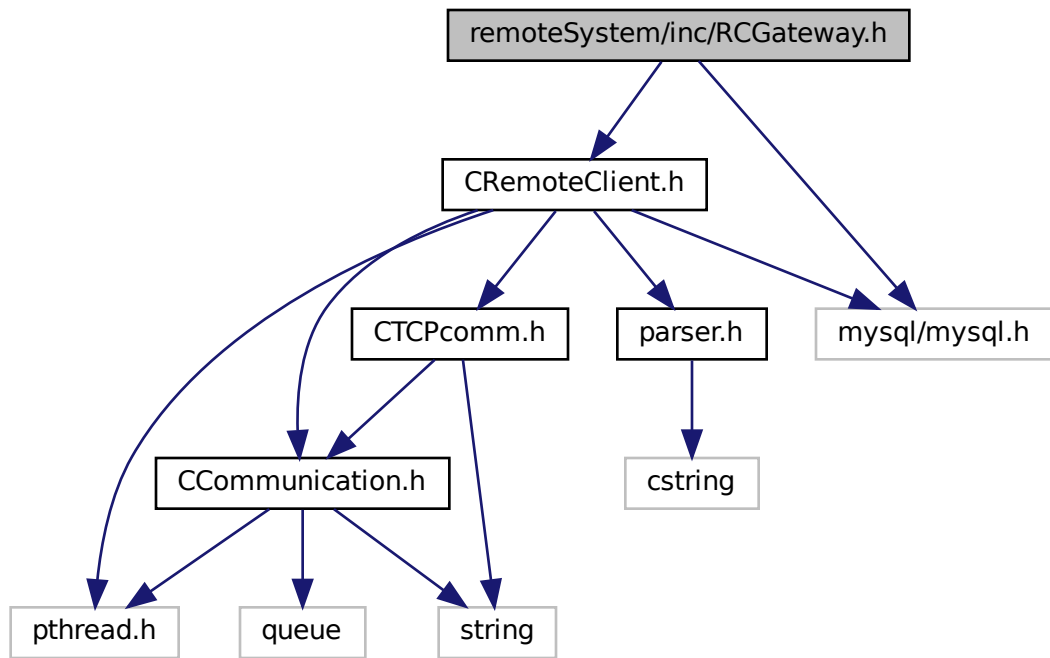 remoteSystem/inc/RCGateway.h
CRemoteClient.h
CTCPcomm.h
parser.h
mysql/mysql.h
CCommunication.h
cstring
pthread.h
queue
string